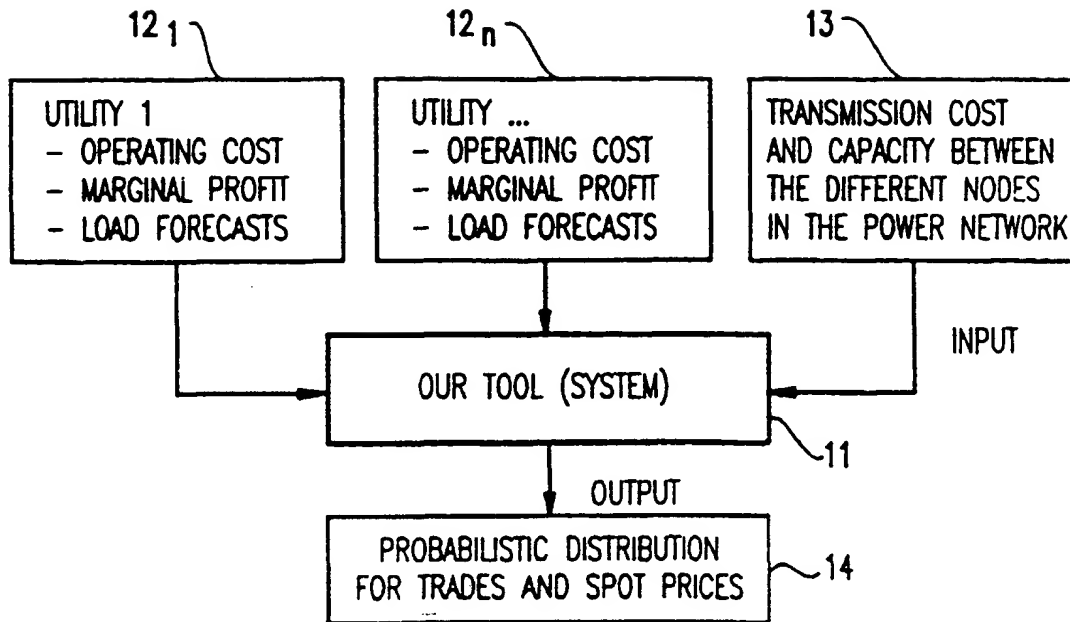 12 1
12 n
13
UTILITY 1
- OPERATING COST
- MARGINAL PROFIT
- LOAD FORECASTS
UTILITY ...
- OPERATING COST
- MARGINAL PROFIT
- LOAD FORECASTS
TRANSMISSION COST
AND CAPACITY BETWEEN
THE DIFFERENT NODES
IN THE POWER NETWORK
INPUT
OUR TOOL (SYSTEM)
11
OUTPUT
PROBABILISTIC DISTRIBUTION
FOR TRADES AND SPOT PRICES
14